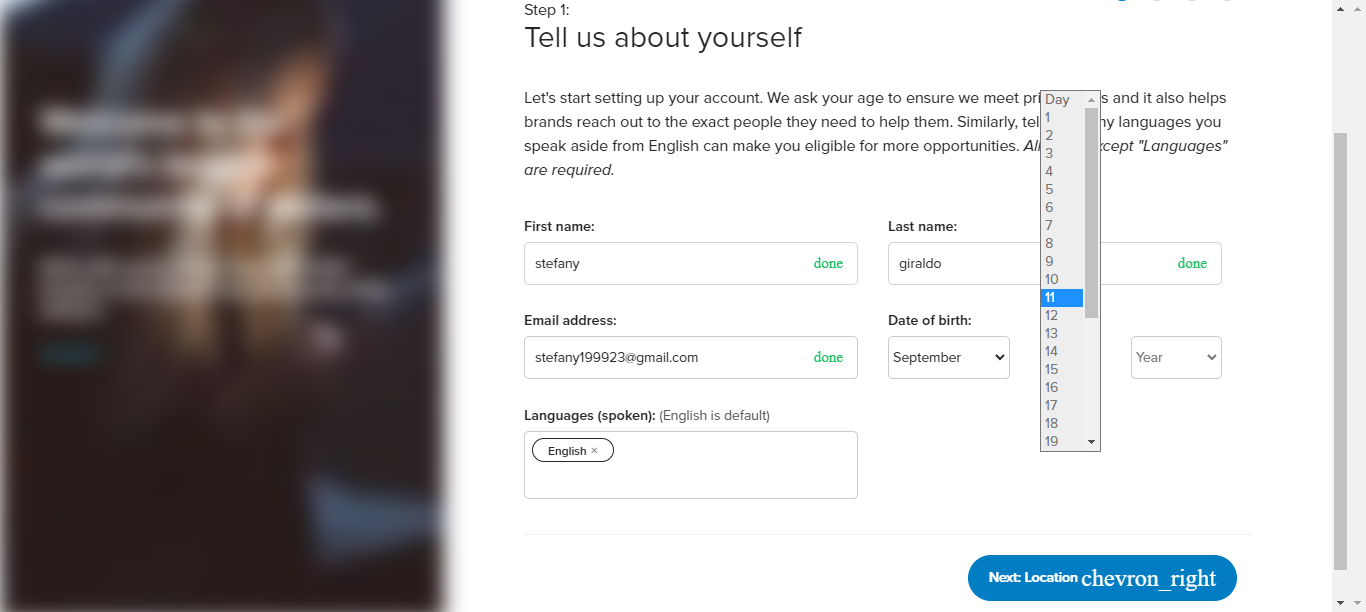 Step 1:
Tell us about yourself
Let's start setting up your account. We ask your age to ensure we meet pri s and it also helps
brands reach out to the exact people they need to help them. Similarly, tel ny languages you
speak aside from English can make you eligible for more opportunities. Al xcept "Languages"
are required.
First name:
Last name:
stefany done
giraldo done
Email address:
Date of birth:
stefany199923@gmail.com done
September
Year
Day
1
2
3
4
5
6
7
8
9
10
11
12
13
14
15
16
17
18
19
Languages (spoken): (English is default)
English ×
Next: Location chevron_right